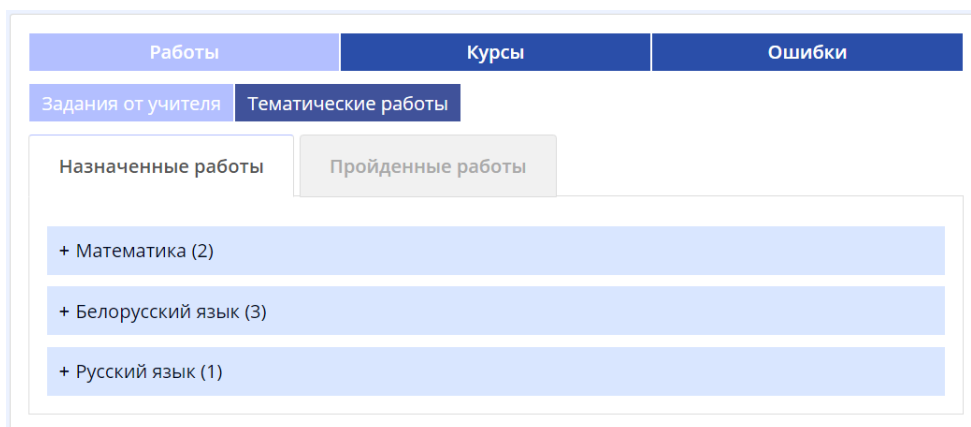 Работы Курсы Ошибки
Задания от учителя Тематические работы
Назначенные работы Пройденные работы
+ Математика (2)
+ Белорусский язык (3)
+ Русский язык (1)